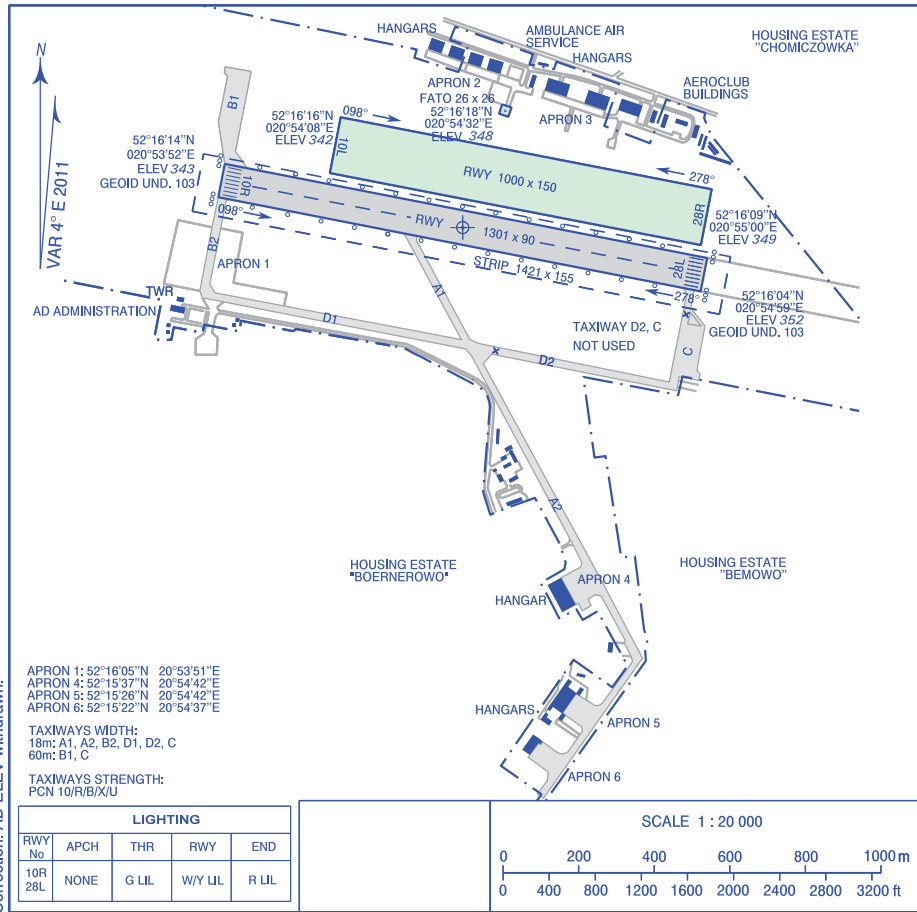 HANGARS
AMBULANCE AIR
SERVICE
HANGARS
HOUSING ESTATE
"CHOMICZÓWKA"
N
AEROCLUB
BUILDINGS
APRON 2
FATO 26 x 26
52°16'18"N
020°54'32"E
ELEV 348
APRON 3
B1
52°16'16"N
020°54'08"E
ELEV 342
098°
10L
52°16'14"N
020°53'52"E
ELEV 343
GEOID UND. 103
RWY 1000 x 150
278°
28R
52°16'09"N
020°55'00"E
ELEV 349
VAR 4° E 2011
10R
098°
RWY 1301 x 90
STRIP 1421 x 155
28L
278°
52°16'04"N
020°54'59"E
ELEV 352
GEOID UND. 103
B2
APRON 1
A1
TWR
AD ADMINISTRATION
D1
TAXIWAY D2, C
NOT USED
x
x
D2
C
A2
HOUSING ESTATE
"BOERNEROWO"
HOUSING ESTATE
"BEMOWO"
APRON 4
HANGAR
HANGARS
APRON 5
APRON 6
APRON 1: 52°16'05"N 20°53'51"E
APRON 4: 52°15'37"N 20°54'42"E
APRON 5: 52°15'26"N 20°54'42"E
APRON 6: 52°15'22"N 20°54'37"E
TAXIWAYS WIDTH:
18m: A1, A2, B2, D1, D2, C
60m: B1, C
TAXIWAYS STRENGTH:
PCN 10/R/B/X/U
LIGHTING
RWY No APCH THR RWY END
10R 28L NONE G LIL W/Y LIL R LIL
SCALE 1 : 20 000
0 200 400 600 800 1000 m
0 400 800 1200 1600 2000 2400 2800 3200 ft